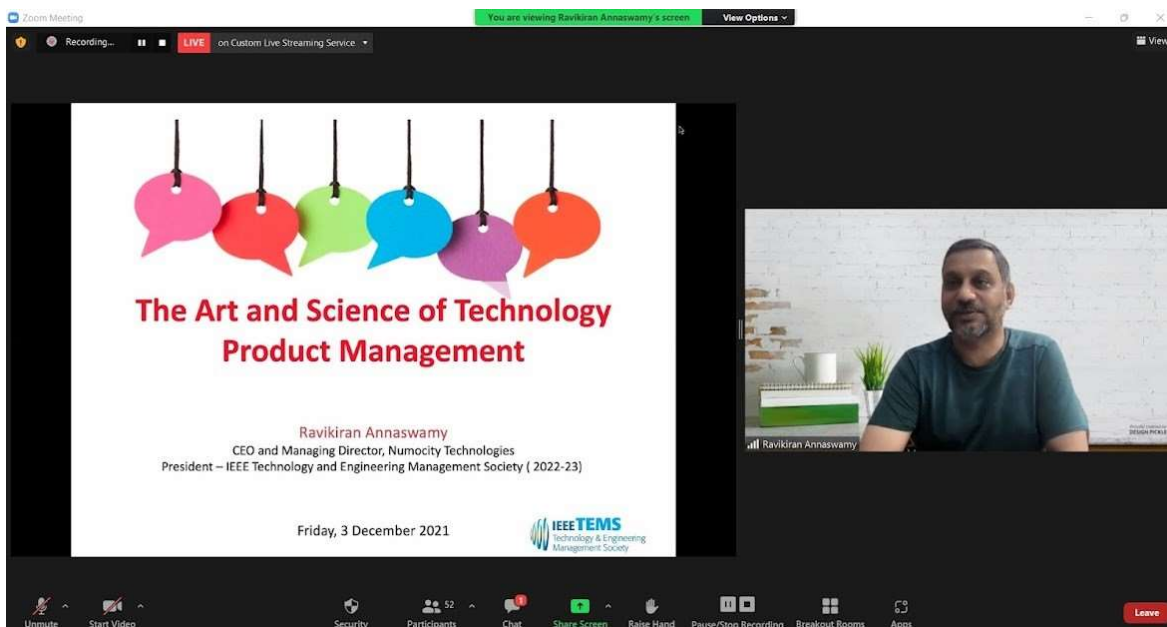 Zoom Meeting
You are viewing Ravikiran Annaswamy's screen
View Options
Recording...
LIVE
on Custom Live Streaming Service
View
The Art and Science of Technology
Product Management
Ravikiran Annaswamy
CEO and Managing Director, Numocity Technologies
President – IEEE Technology and Engineering Management Society ( 2022-23)
Friday, 3 December 2021
IEEE TEMS
Technology & Engineering
Management Society
DESIGN PICKLE
Ravikiran Annaswamy
Unmute
Start Video
Security
52
Participants
1
Chat
Share Screen
Raise Hand
Pause/Stop Recording
Breakout Rooms
Apps
Leave